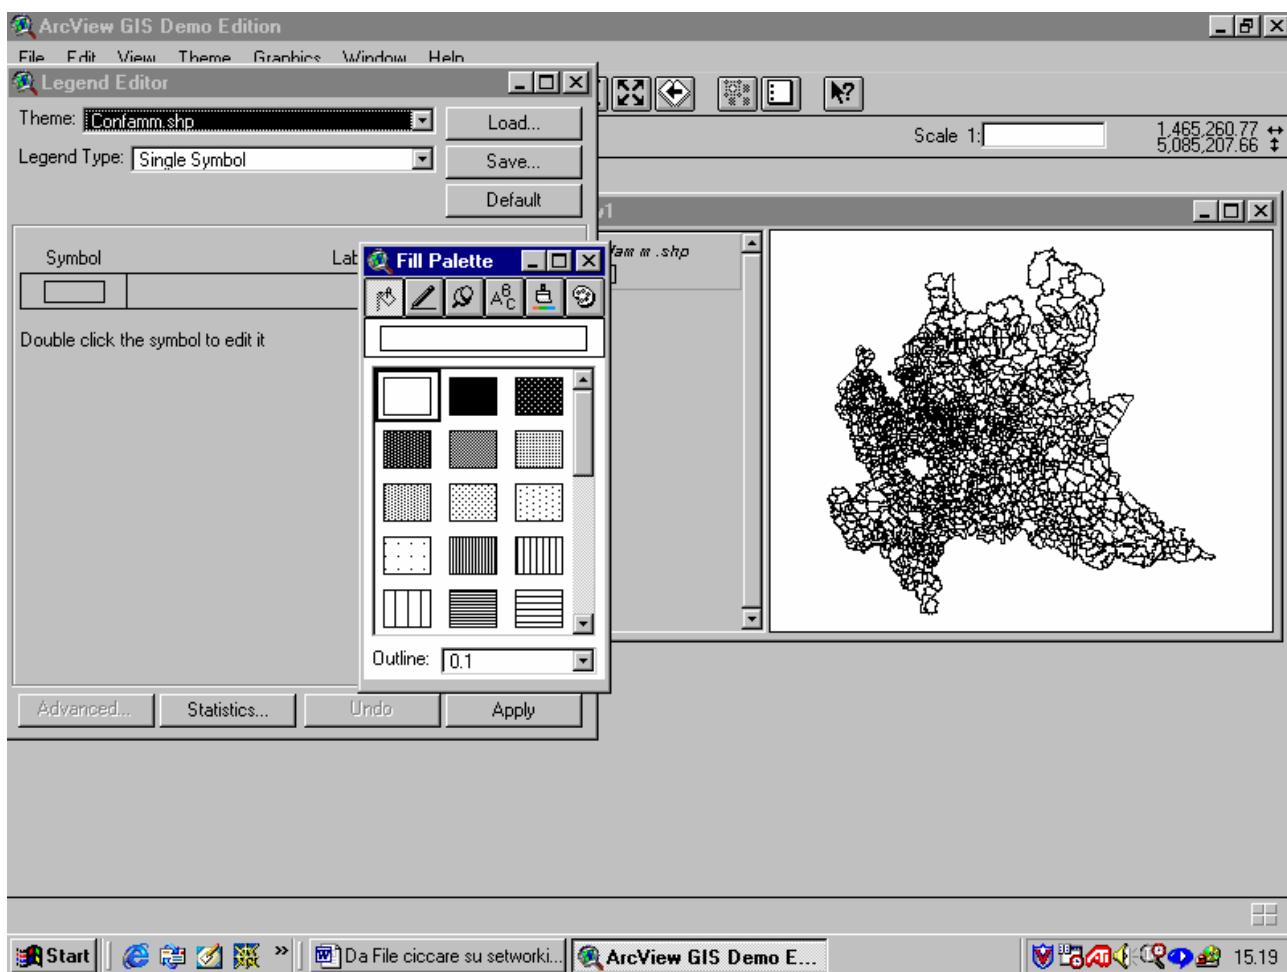 ArcView GIS Demo Edition
File Edit View Theme Graphics Window Help
Legend Editor
Theme: Confamm.shp
Load...
Scale 1:
1,465,260.77
5,085,207.66
Legend Type: Single Symbol
Save...
Default
Symbol
Fill Palette
ABC
Double click the symbol to edit it
Outline: 0.1
Advanced...
Statistics...
Undo
Apply
Start
Da File ciccare su setworki...
ArcView GIS Demo E...
15.19